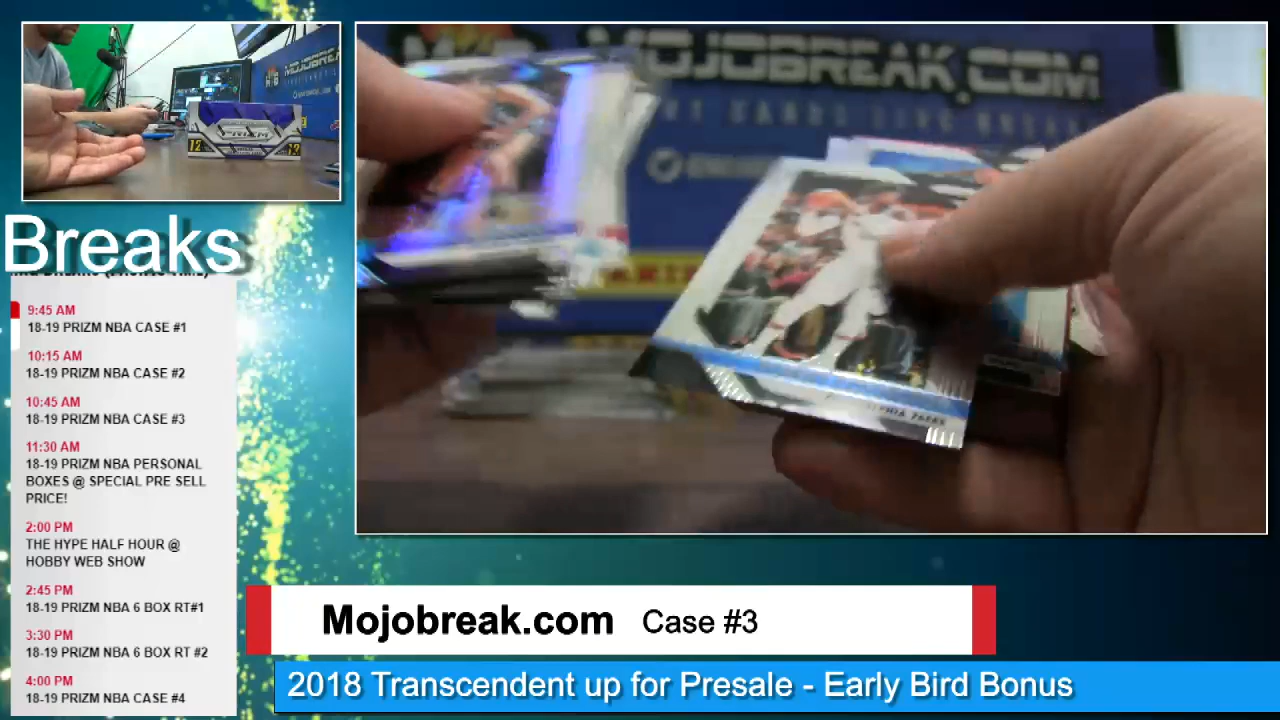 MOJOBREAK.COM
PRIZM
12
Breaks
9:45 AM
18-19 PRIZM NBA CASE #1
10:15 AM
18-19 PRIZM NBA CASE #2
10:45 AM
18-19 PRIZM NBA CASE #3
11:30 AM
18-19 PRIZM NBA PERSONAL
BOXES @ SPECIAL PRE SELL
PRICE!
2:00 PM
THE HYPE HALF HOUR @
HOBBY WEB SHOW
2:45 PM
18-19 PRIZM NBA 6 BOX RT#1
3:30 PM
18-19 PRIZM NBA 6 BOX RT #2
4:00 PM
18-19 PRIZM NBA CASE #4
Mojobreak.com Case #3
2018 Transcendent up for Presale - Early Bird Bonus